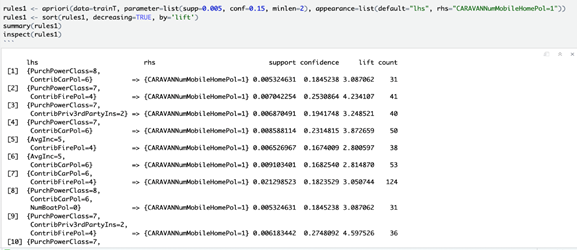 rules1 <- apriori(data=trainT, parameter=list(supp=0.005, conf=0.15, minlen=2), appearance=list(default="lhs", rhs="CARAVANNumMobileHomePol=1"))
rules1 <- sort(rules1, decreasing=TRUE, by='lift')
summary(rules1)
inspect(rules1)
```
lhs rhs support confidence lift count
[1] {PurchPowerClass=8,
ContribCarPol=6} => {CARAVANNumMobileHomePol=1} 0.005324631 0.1845238 3.087062 31
[2] {PurchPowerClass=7,
ContribFirePol=4} => {CARAVANNumMobileHomePol=1} 0.007042254 0.2530864 4.234107 41
[3] {PurchPowerClass=7,
ContribPriv3rdPartyIns=2} => {CARAVANNumMobileHomePol=1} 0.006870491 0.1941748 3.248521 40
[4] {PurchPowerClass=7,
ContribCarPol=6} => {CARAVANNumMobileHomePol=1} 0.008588114 0.2314815 3.872659 50
[5] {AvgInc=5,
ContribFirePol=4} => {CARAVANNumMobileHomePol=1} 0.006526967 0.1674009 2.800597 38
[6] {AvgInc=5,
ContribCarPol=6} => {CARAVANNumMobileHomePol=1} 0.009103401 0.1682540 2.814870 53
[7] {ContribCarPol=6,
ContribFirePol=4} => {CARAVANNumMobileHomePol=1} 0.021298523 0.1823529 3.050744 124
[8] {PurchPowerClass=8,
ContribCarPol=6,
NumBoatPol=0} => {CARAVANNumMobileHomePol=1} 0.005324631 0.1845238 3.087062 31
[9] {PurchPowerClass=7,
ContribPriv3rdPartyIns=2,
ContribFirePol=4} => {CARAVANNumMobileHomePol=1} 0.006183442 0.2748092 4.597526 36
[10] {PurchPowerClass=7,